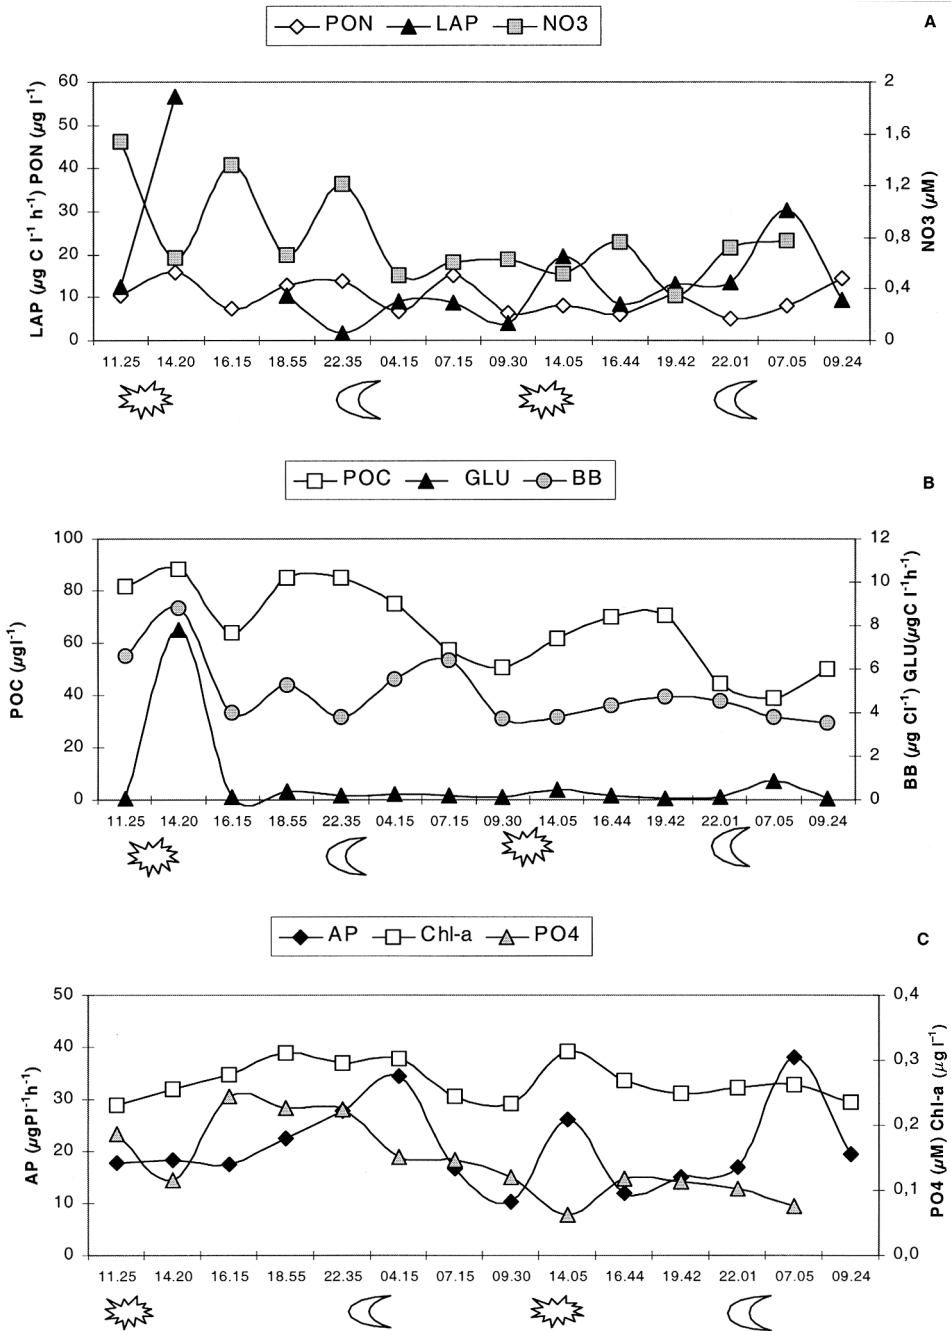 PON LAP NO3
A
LAP (µg C l-1 h-1) PON (µg l-1)
60
50
40
30
20
10
0
2
1,6
1,2
0,8
0,4
0
NO3 (µM)
11.25 14.20 16.15 18.55 22.35 04.15 07.15 09.30 14.05 16.44 19.42 22.01 07.05 09.24
POC GLU BB
B
POC (µgl-1)
100
80
60
40
20
0
12
10
8
6
4
2
0
BB (µg Cl-1) GLU(µgC l-1h-1)
11.25 14.20 16.15 18.55 22.35 04.15 07.15 09.30 14.05 16.44 19.42 22.01 07.05 09.24
AP Chl-a PO4
C
AP (µgPl-1h-1)
50
40
30
20
10
0
0,4
0,3
0,2
0,1
0,0
PO4 (µM) Chl-a (µg l-1)
11.25 14.20 16.15 18.55 22.35 04.15 07.15 09.30 14.05 16.44 19.42 22.01 07.05 09.24